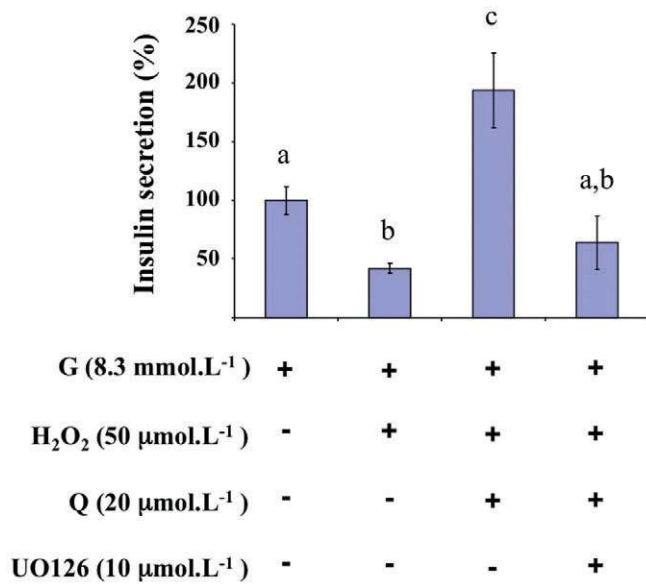 250
c
200
Insulin secretion (%)
150
a
a,b
100
b
50
G (8.3 mmol.L⁻¹ ) + + + +
H₂O₂ (50 µmol.L⁻¹ ) - + + +
Q (20 µmol.L⁻¹ ) - - + +
UO126 (10 µmol.L⁻¹ ) - - - +